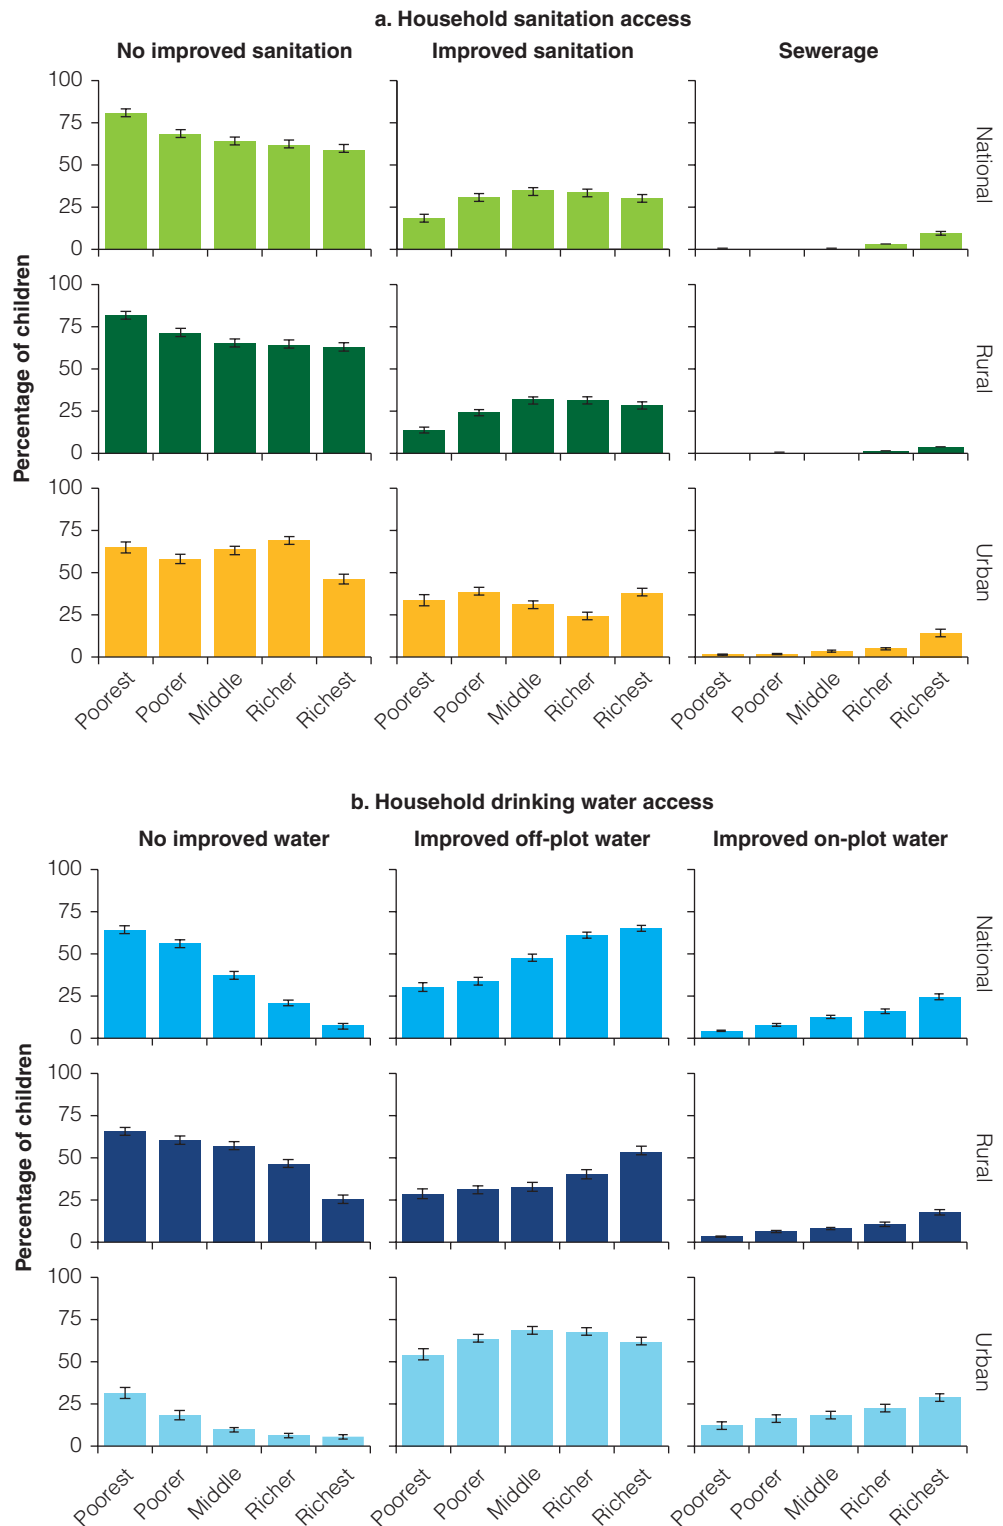 a. Household sanitation access
No improved sanitation Improved sanitation Sewerage
100
75
50
25
0
National
100
75
50
25
0
Rural
100
75
50
25
0
Urban
Percentage of children
Poorest Poorer Middle Richer Richest Poorest Poorer Middle Richer Richest Poorest Poorer Middle Richer Richest
b. Household drinking water access
No improved water Improved off-plot water Improved on-plot water
100
75
50
25
0
National
100
75
50
25
0
Rural
100
75
50
25
0
Urban
Percentage of children
Poorest Poorer Middle Richer Richest Poorest Poorer Middle Richer Richest Poorest Poorer Middle Richer Richest